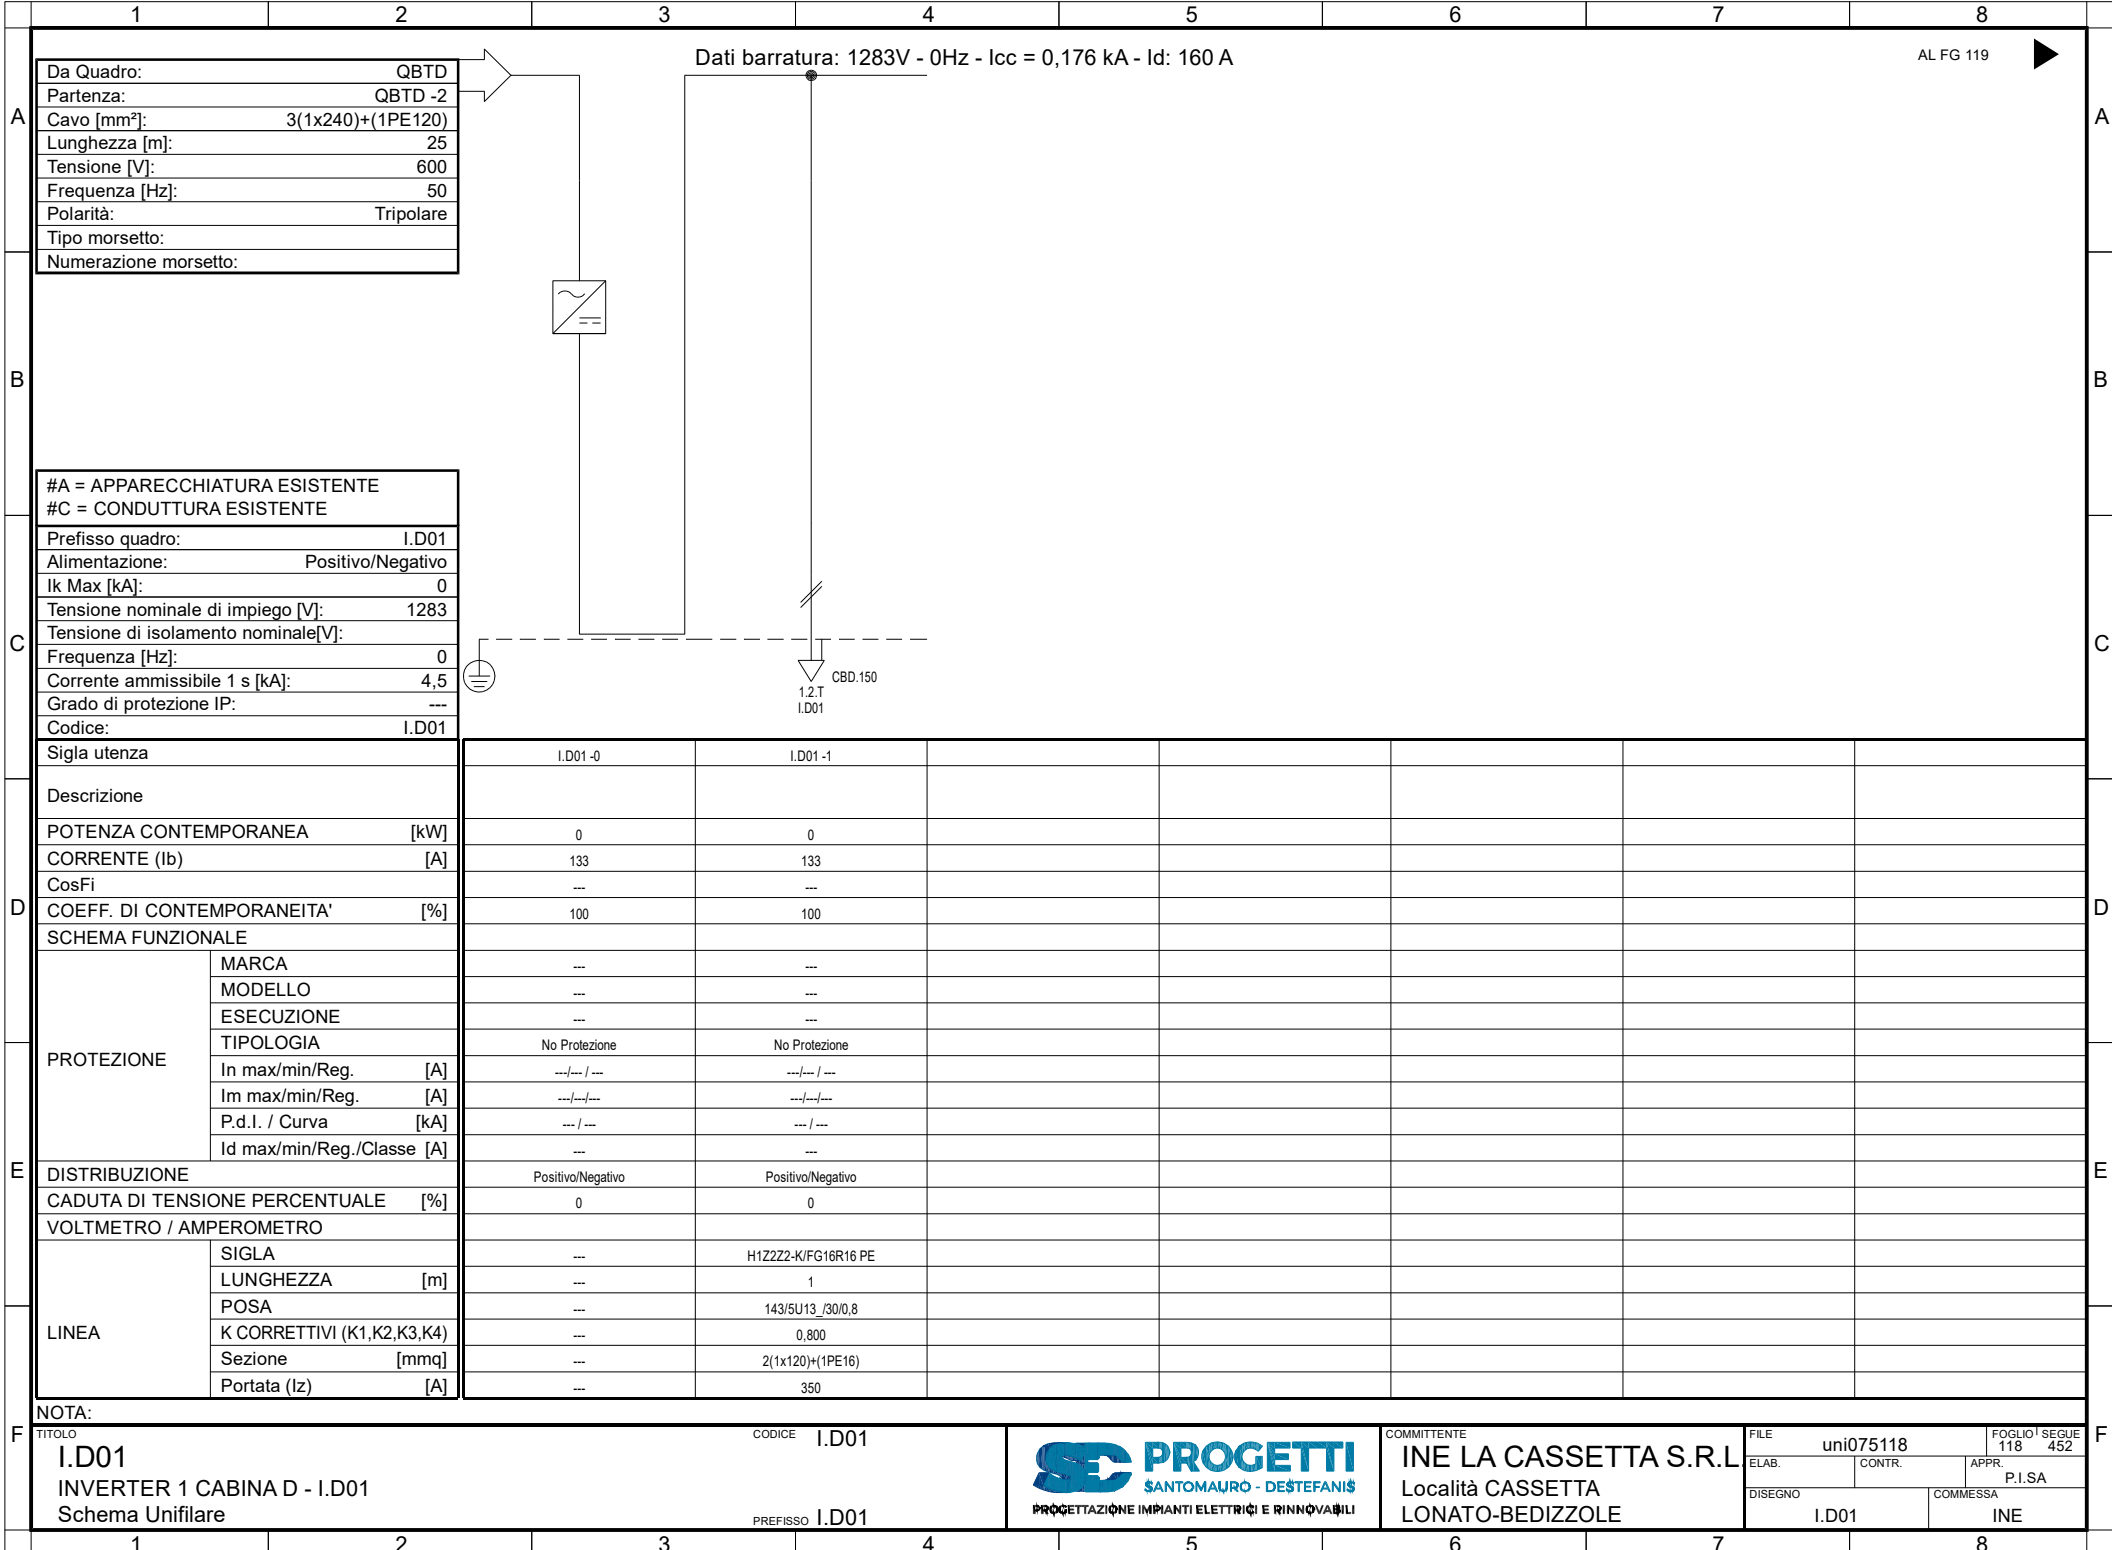 1 2 3 4 5 6 7 8
Dati barratura: 1283V - 0Hz - Icc = 0,176 kA - Id: 160 A
AL FG 119
Da Quadro: QBTD
Partenza: QBTD -2
Cavo [mm²]: 3(1x240)+(1PE120)
Lunghezza [m]: 25
Tensione [V]: 600
Frequenza [Hz]: 50
Polarità: Tripolare
Tipo morsetto:
Numerazione morsetto:
A A
B B
#A = APPARECCHIATURA ESISTENTE
#C = CONDUTTURA ESISTENTE
Prefisso quadro: I.D01
Alimentazione: Positivo/Negativo
Ik Max [kA]: 0
Tensione nominale di impiego [V]: 1283
Tensione di isolamento nominale[V]:
Frequenza [Hz]: 0
Corrente ammissibile 1 s [kA]: 4,5
Grado di protezione IP: ---
Codice: I.D01
C C
CBD.150
1.2.T
I.D01
Sigla utenza I.D01 -0 I.D01 -1
Descrizione
POTENZA CONTEMPORANEA [kW] 0 0
CORRENTE (Ib) [A] 133 133
CosFi --- ---
D D
COEFF. DI CONTEMPORANEITA' [%] 100 100
SCHEMA FUNZIONALE
PROTEZIONE
MARCA --- ---
MODELLO --- ---
ESECUZIONE --- ---
TIPOLOGIA No Protezione No Protezione
In max/min/Reg. [A] ---/--- / --- ---/--- / ---
Im max/min/Reg. [A] ---/---/--- ---/---/---
P.d.I. / Curva [kA] --- / --- --- / ---
Id max/min/Reg./Classe [A] --- ---
E E
DISTRIBUZIONE Positivo/Negativo Positivo/Negativo
CADUTA DI TENSIONE PERCENTUALE [%] 0 0
VOLTMETRO / AMPEROMETRO
LINEA
SIGLA --- H1Z2Z2-K/FG16R16 PE
LUNGHEZZA [m] --- 1
POSA --- 143/5U13_/30/0,8
K CORRETTIVI (K1,K2,K3,K4) --- 0,800
Sezione [mmq] --- 2(1x120)+(1PE16)
Portata (Iz) [A] --- 350
NOTA:
F F
TITOLO
I.D01
INVERTER 1 CABINA D - I.D01
Schema Unifilare
CODICE I.D01
PREFISSO I.D01
SD PROGETTI
SANTOMAURO - DESTEFANIS
PROGETTAZIONE IMPIANTI ELETTRICI E RINNOVABILI
COMMITTENTE
INE LA CASSETTA S.R.L.
Località CASSETTA
LONATO-BEDIZZOLE
FILE uni075118
FOGLIO 118 SEGUE 452
ELAB. CONTR. APPR. P.I.SA
DISEGNO I.D01
COMMESSA INE
1 2 3 4 5 6 7 8